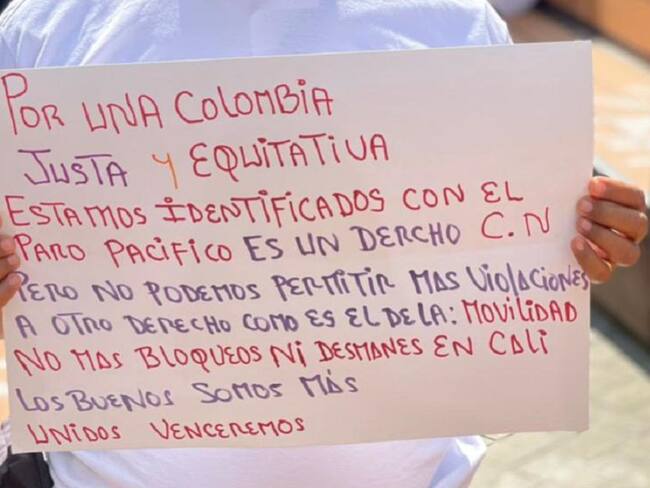 POR UNA COLOMBIA
JUSTA Y EQUITATIVA
ESTAMOS IDENTIFICADOS CON EL
PARO PACIFICO ES UN DERCHO C.N
PERO NO PODEMOS PERMITIR MAS VIOLACIONES
A OTRO DERECHO COMO ES EL DE LA: MOVILIDAD
NO MAS BLOQUEOS NI DESMANES EN CALI
LOS BUENOS SOMOS MÁS
UNIDOS VENCEREMOS